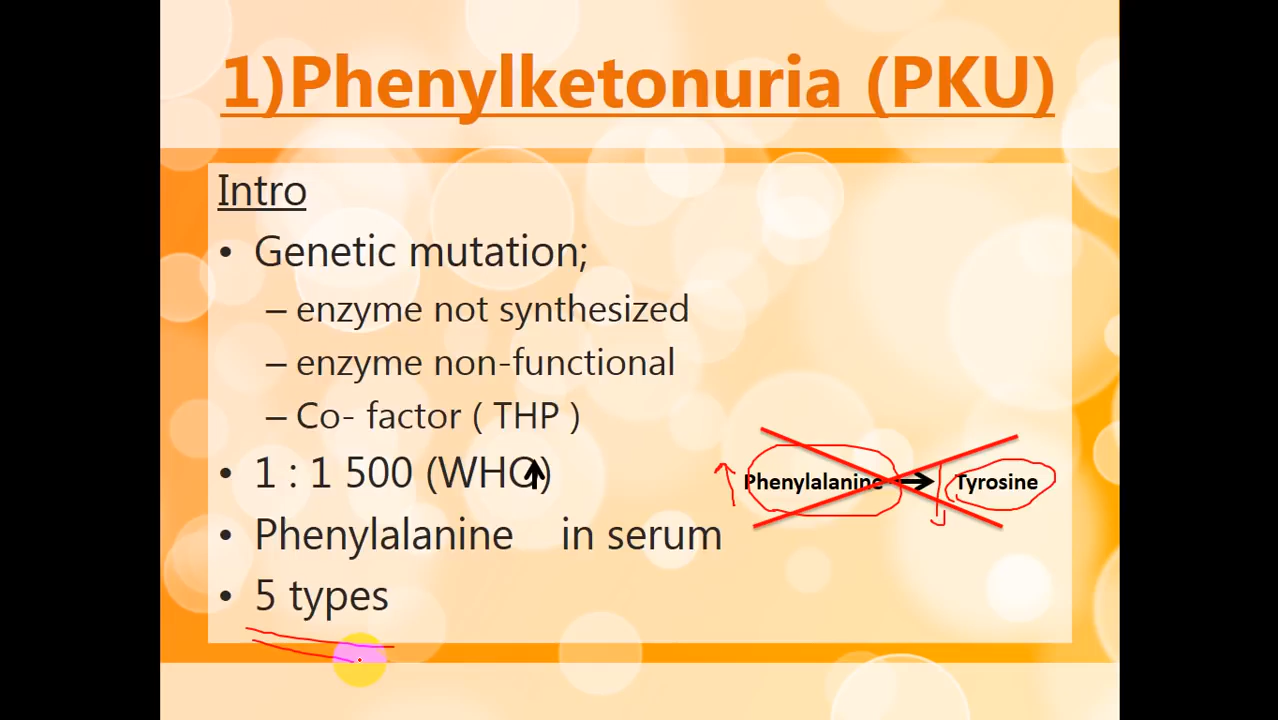 1)Phenylketonuria (PKU)
Intro
• Genetic mutation;
– enzyme not synthesized
– enzyme non-functional
– Co- factor ( THP )
• 1 : 1 500 (WHO)
Phenylalanine → Tyrosine
• Phenylalanine in serum
• 5 types